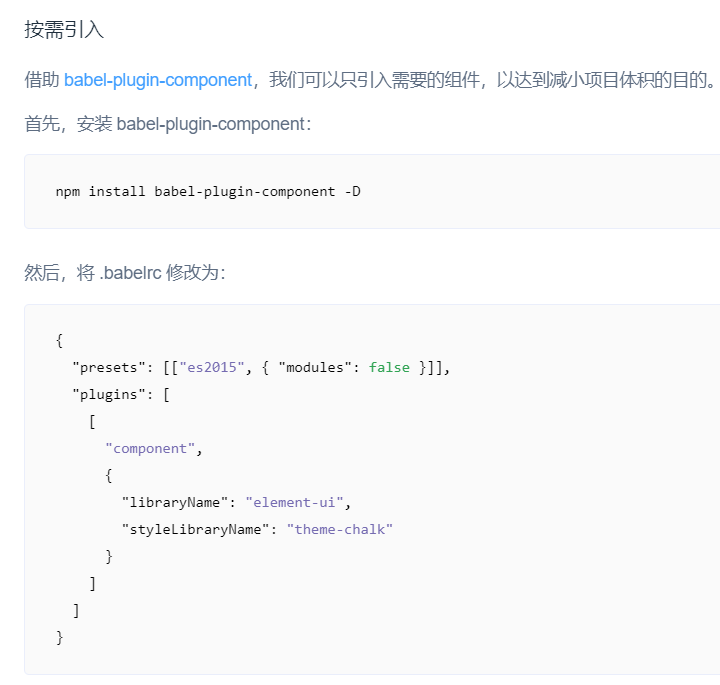 按需引入
借助 babel-plugin-component，我们可以只引入需要的组件，以达到减小项目体积的目的。
首先，安装 babel-plugin-component：
npm install babel-plugin-component -D
然后，将 .babelrc 修改为：
{
  "presets": [["es2015", { "modules": false }]],
  "plugins": [
    [
      "component",
      {
        "libraryName": "element-ui",
        "styleLibraryName": "theme-chalk"
      }
    ]
  ]
}